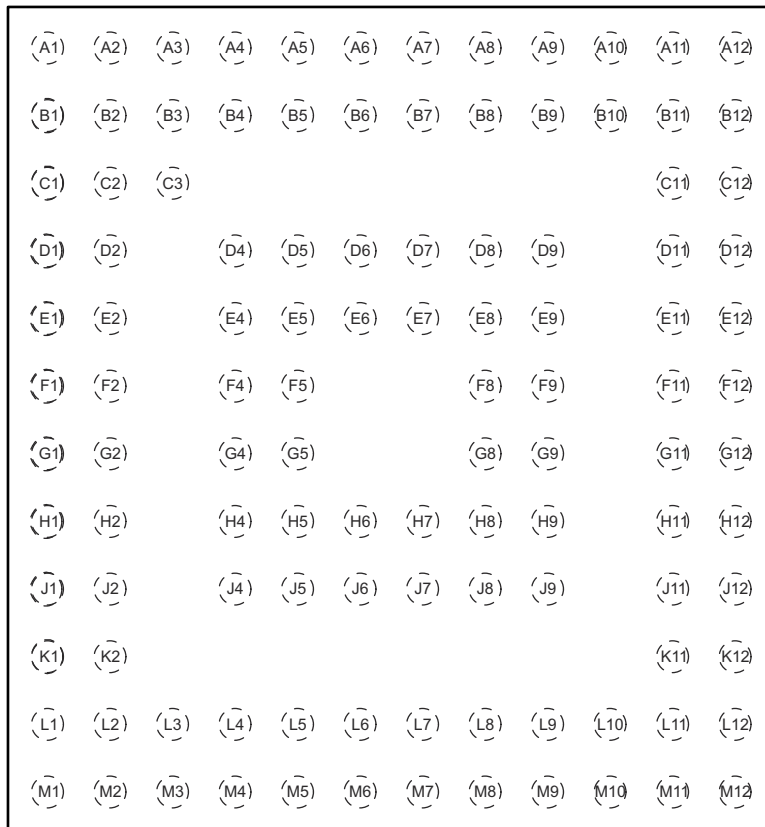 A1 A2 A3 A4 A5 A6 A7 A8 A9 A10 A11 A12
B1 B2 B3 B4 B5 B6 B7 B8 B9 B10 B11 B12
C1 C2 C3 C11 C12
D1 D2 D4 D5 D6 D7 D8 D9 D11 D12
E1 E2 E4 E5 E6 E7 E8 E9 E11 E12
F1 F2 F4 F5 F8 F9 F11 F12
G1 G2 G4 G5 G8 G9 G11 G12
H1 H2 H4 H5 H6 H7 H8 H9 H11 H12
J1 J2 J4 J5 J6 J7 J8 J9 J11 J12
K1 K2 K11 K12
L1 L2 L3 L4 L5 L6 L7 L8 L9 L10 L11 L12
M1 M2 M3 M4 M5 M6 M7 M8 M9 M10 M11 M12